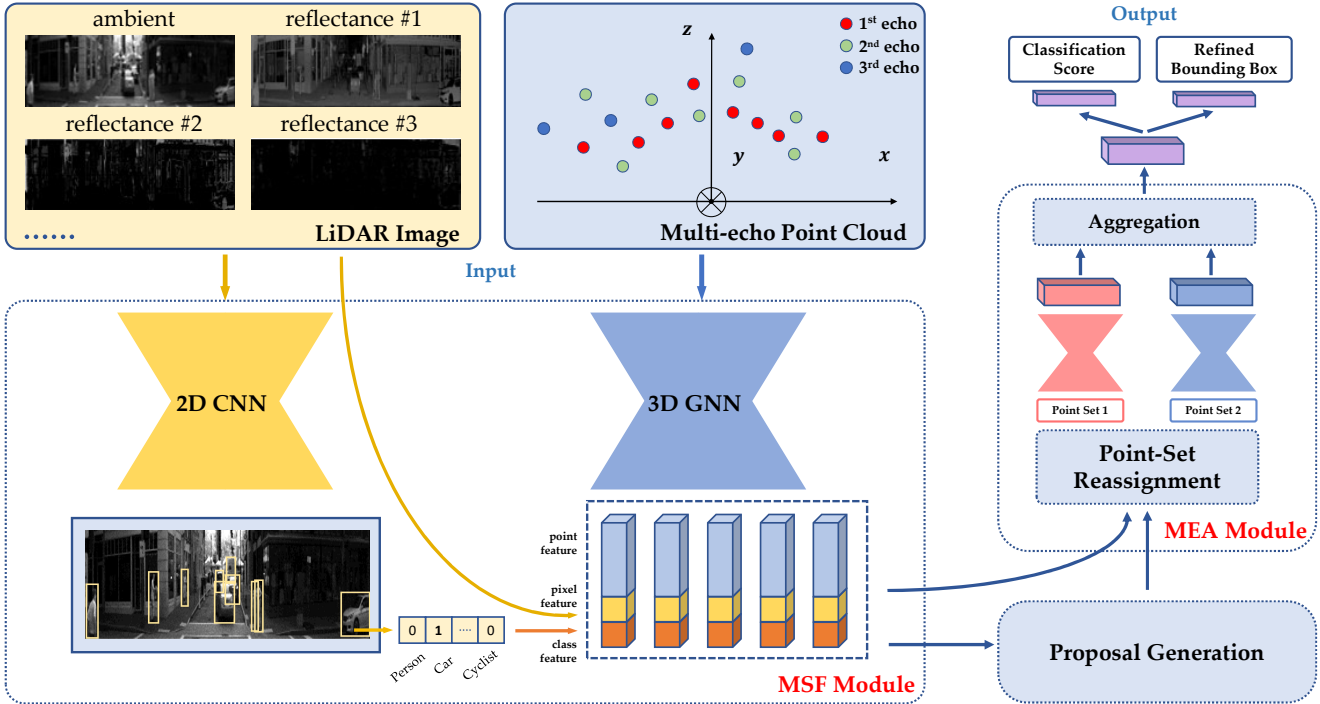 ambient
reflectance #1
reflectance #2
reflectance #3
......
LiDAR Image
z
y
x
1st echo
2nd echo
3rd echo
Multi-echo Point Cloud
Input
Output
Classification
Score
Refined
Bounding Box
Aggregation
Point Set 1
Point Set 2
Point-Set
Reassignment
MEA Module
2D CNN
3D GNN
point
feature
pixel
feature
class
feature
0 1 .... 0
Person Car Cyclist
MSF Module
Proposal Generation